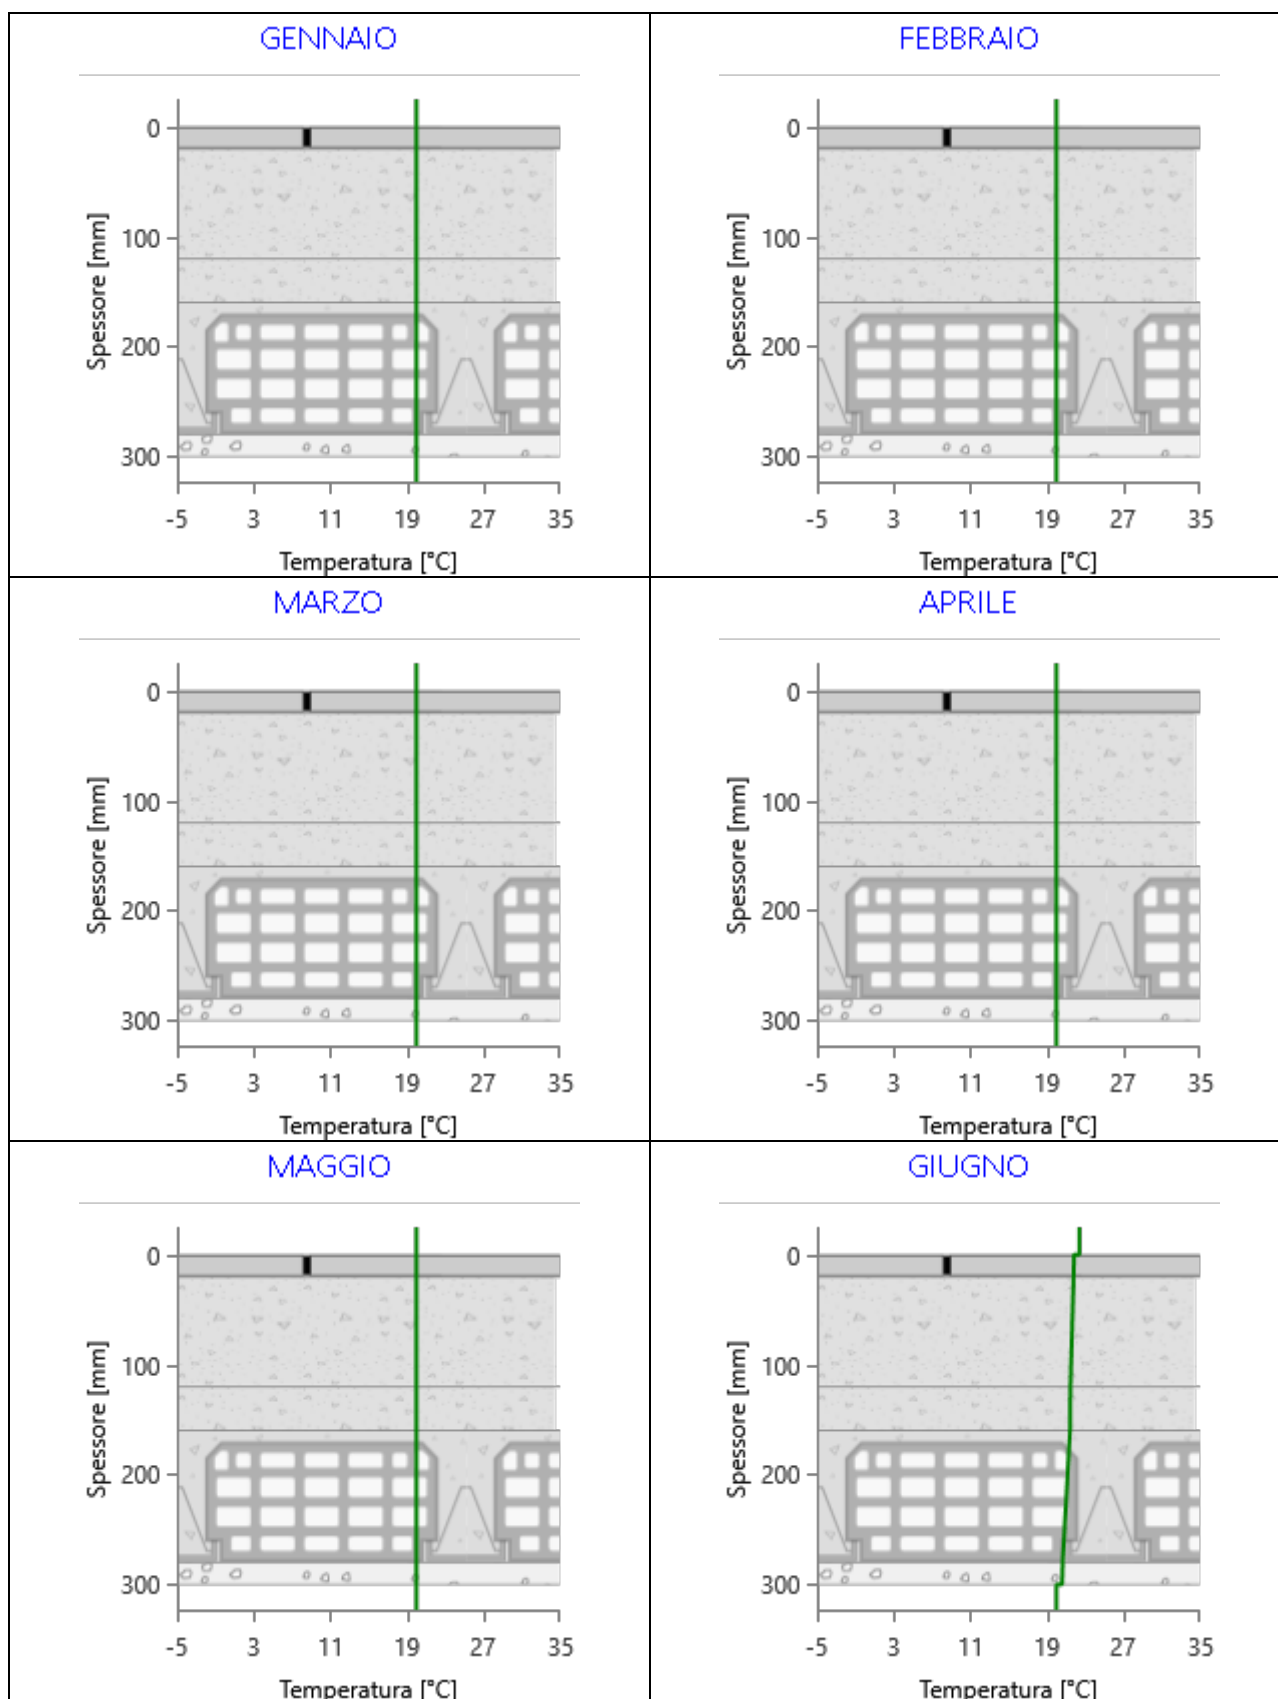 GENNAIO
0
100
200
300
Spessore [mm]
-5 3 11 19 27 35
Temperatura [°C]
FEBBRAIO
0
100
200
300
Spessore [mm]
-5 3 11 19 27 35
Temperatura [°C]
MARZO
0
100
200
300
Spessore [mm]
-5 3 11 19 27 35
Temperatura [°C]
APRILE
0
100
200
300
Spessore [mm]
-5 3 11 19 27 35
Temperatura [°C]
MAGGIO
0
100
200
300
Spessore [mm]
-5 3 11 19 27 35
Temperatura [°C]
GIUGNO
0
100
200
300
Spessore [mm]
-5 3 11 19 27 35
Temperatura [°C]